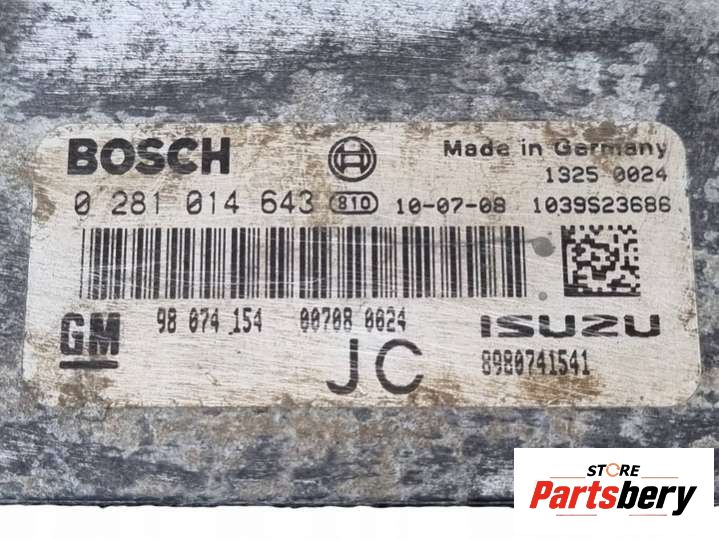 BOSCH Made in Germany
1325 0024
0 281 014 643 810 10-07-08 1039S23686
GM 98 074 154 00708 0024 ISUZU
JC 8980741541
STORE
Partsbery